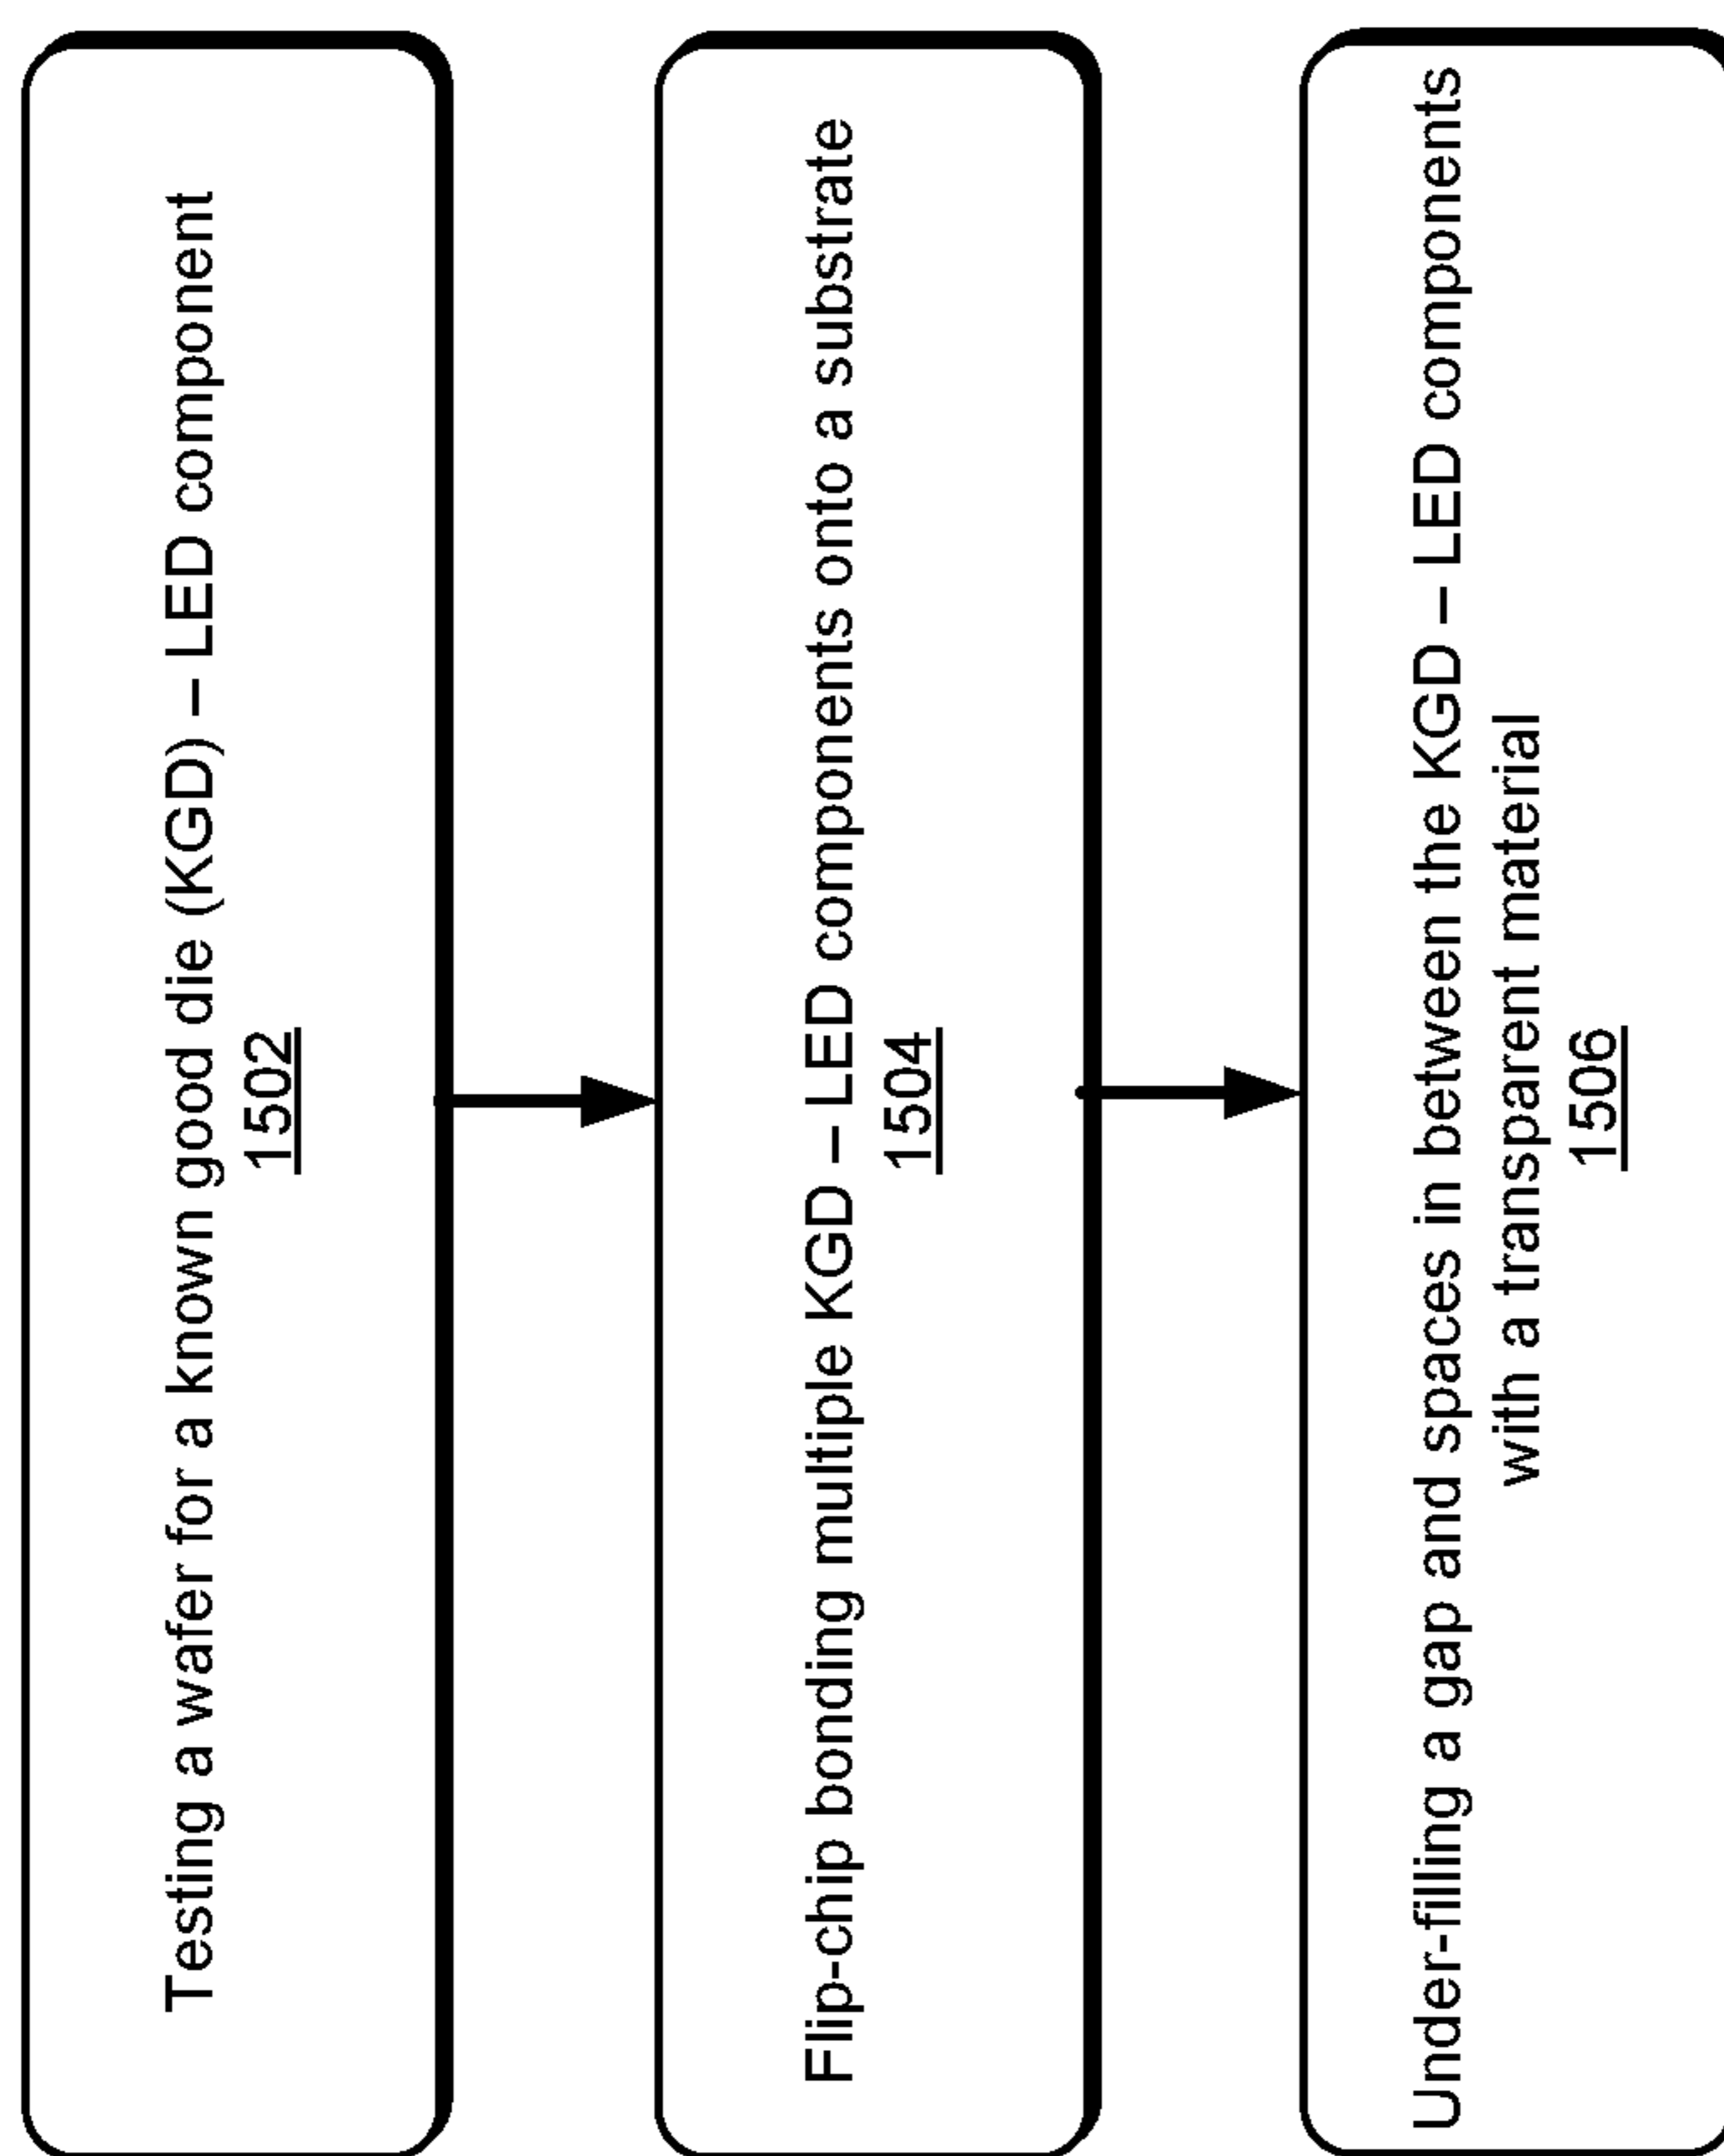 Testing a wafer for a known good die (KGD) – LED component
1502
Flip-chip bonding multiple KGD – LED components onto a substrate
1504
Under-filling a gap and spaces in between the KGD – LED components
with a transparent material
1506